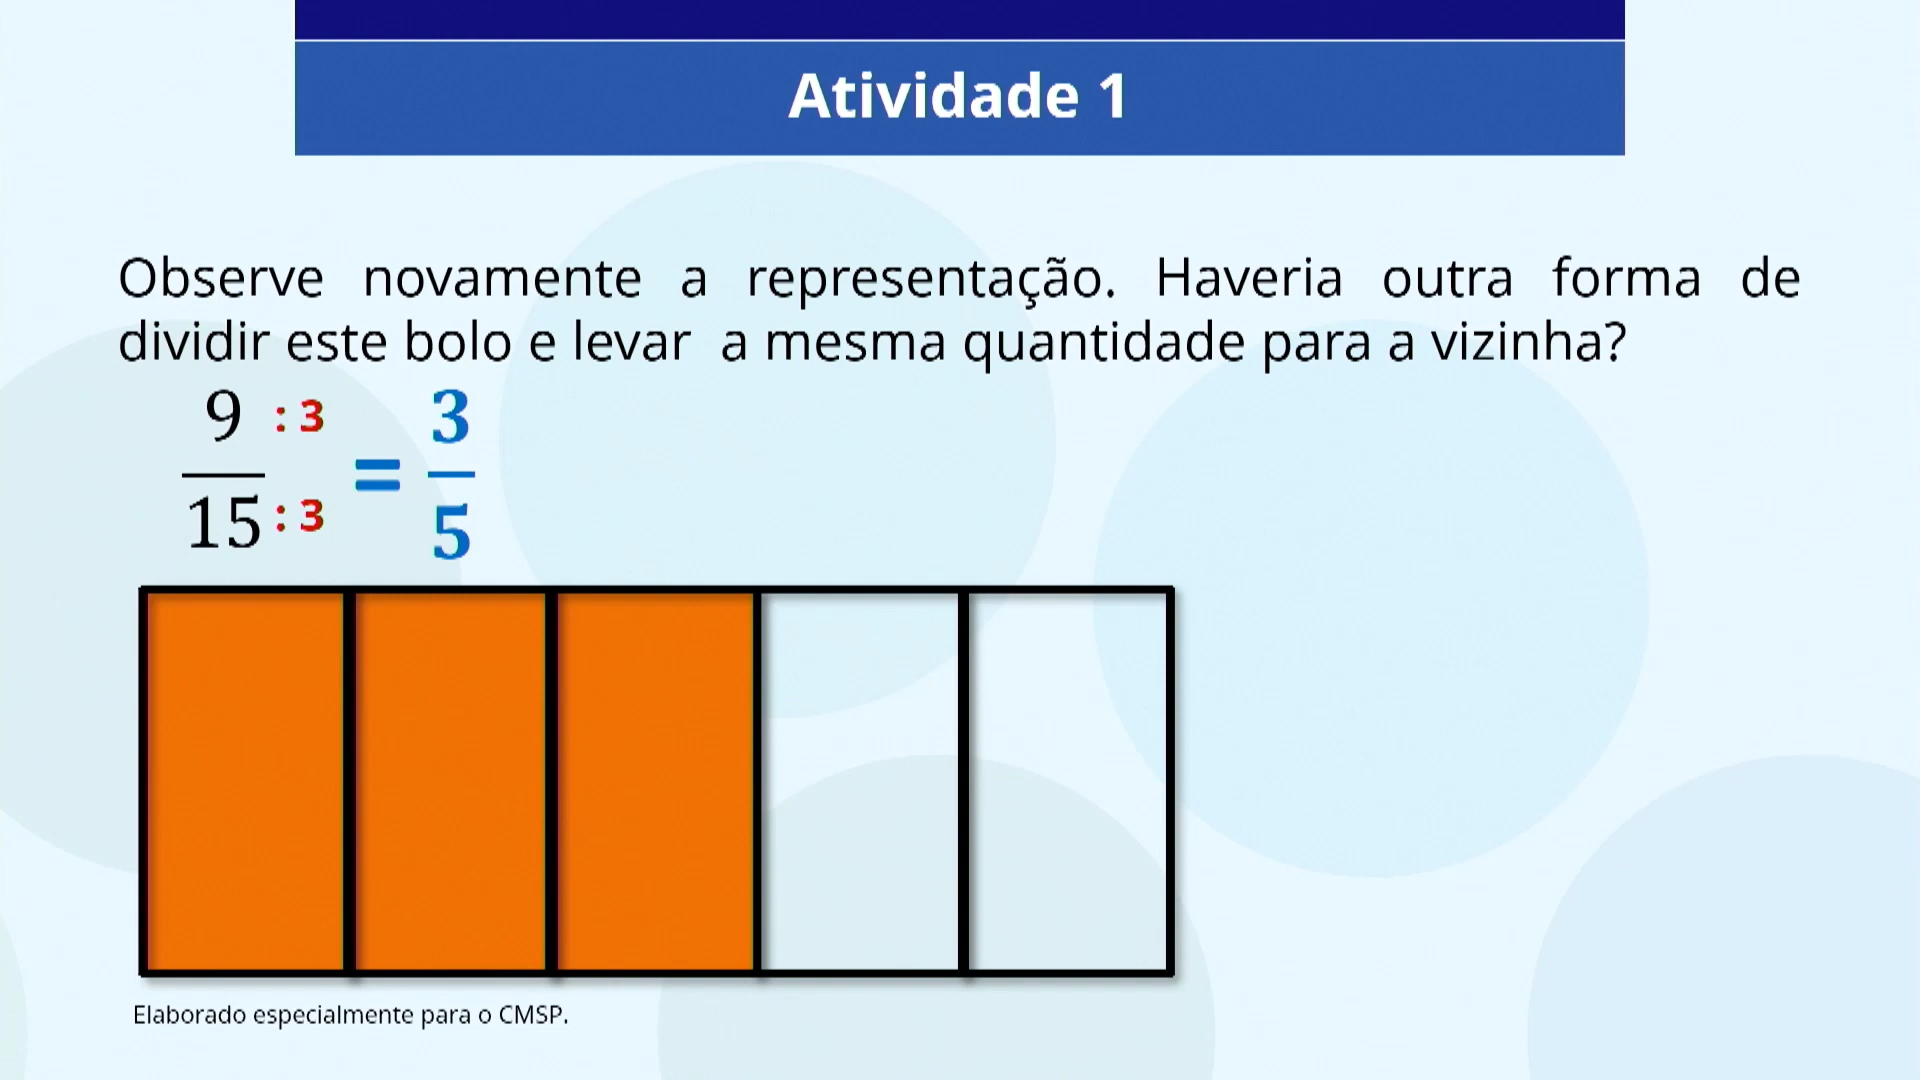 Atividade 1
Observe novamente a representação. Haveria outra forma de
dividir este bolo e levar a mesma quantidade para a vizinha?
9 : 3 = 3
15 : 3 5
Elaborado especialmente para o CMSP.